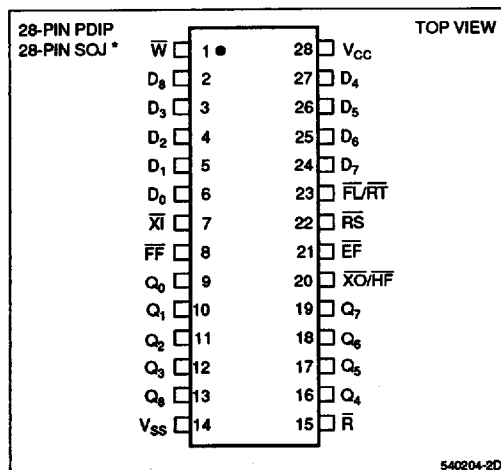 28-PIN PDIP TOP VIEW
28-PIN SOJ *
W̅ 1 28 VCC
D8 2 27 D4
D3 3 26 D5
D2 4 25 D6
D1 5 24 D7
D0 6 23 F̅L̅/R̅T̅
X̅I̅ 7 22 R̅S̅
F̅F̅ 8 21 E̅F̅
Q0 9 20 X̅O̅/H̅F̅
Q1 10 19 Q7
Q2 11 18 Q6
Q3 12 17 Q5
Q8 13 16 Q4
VSS 14 15 R̅
540204-2D